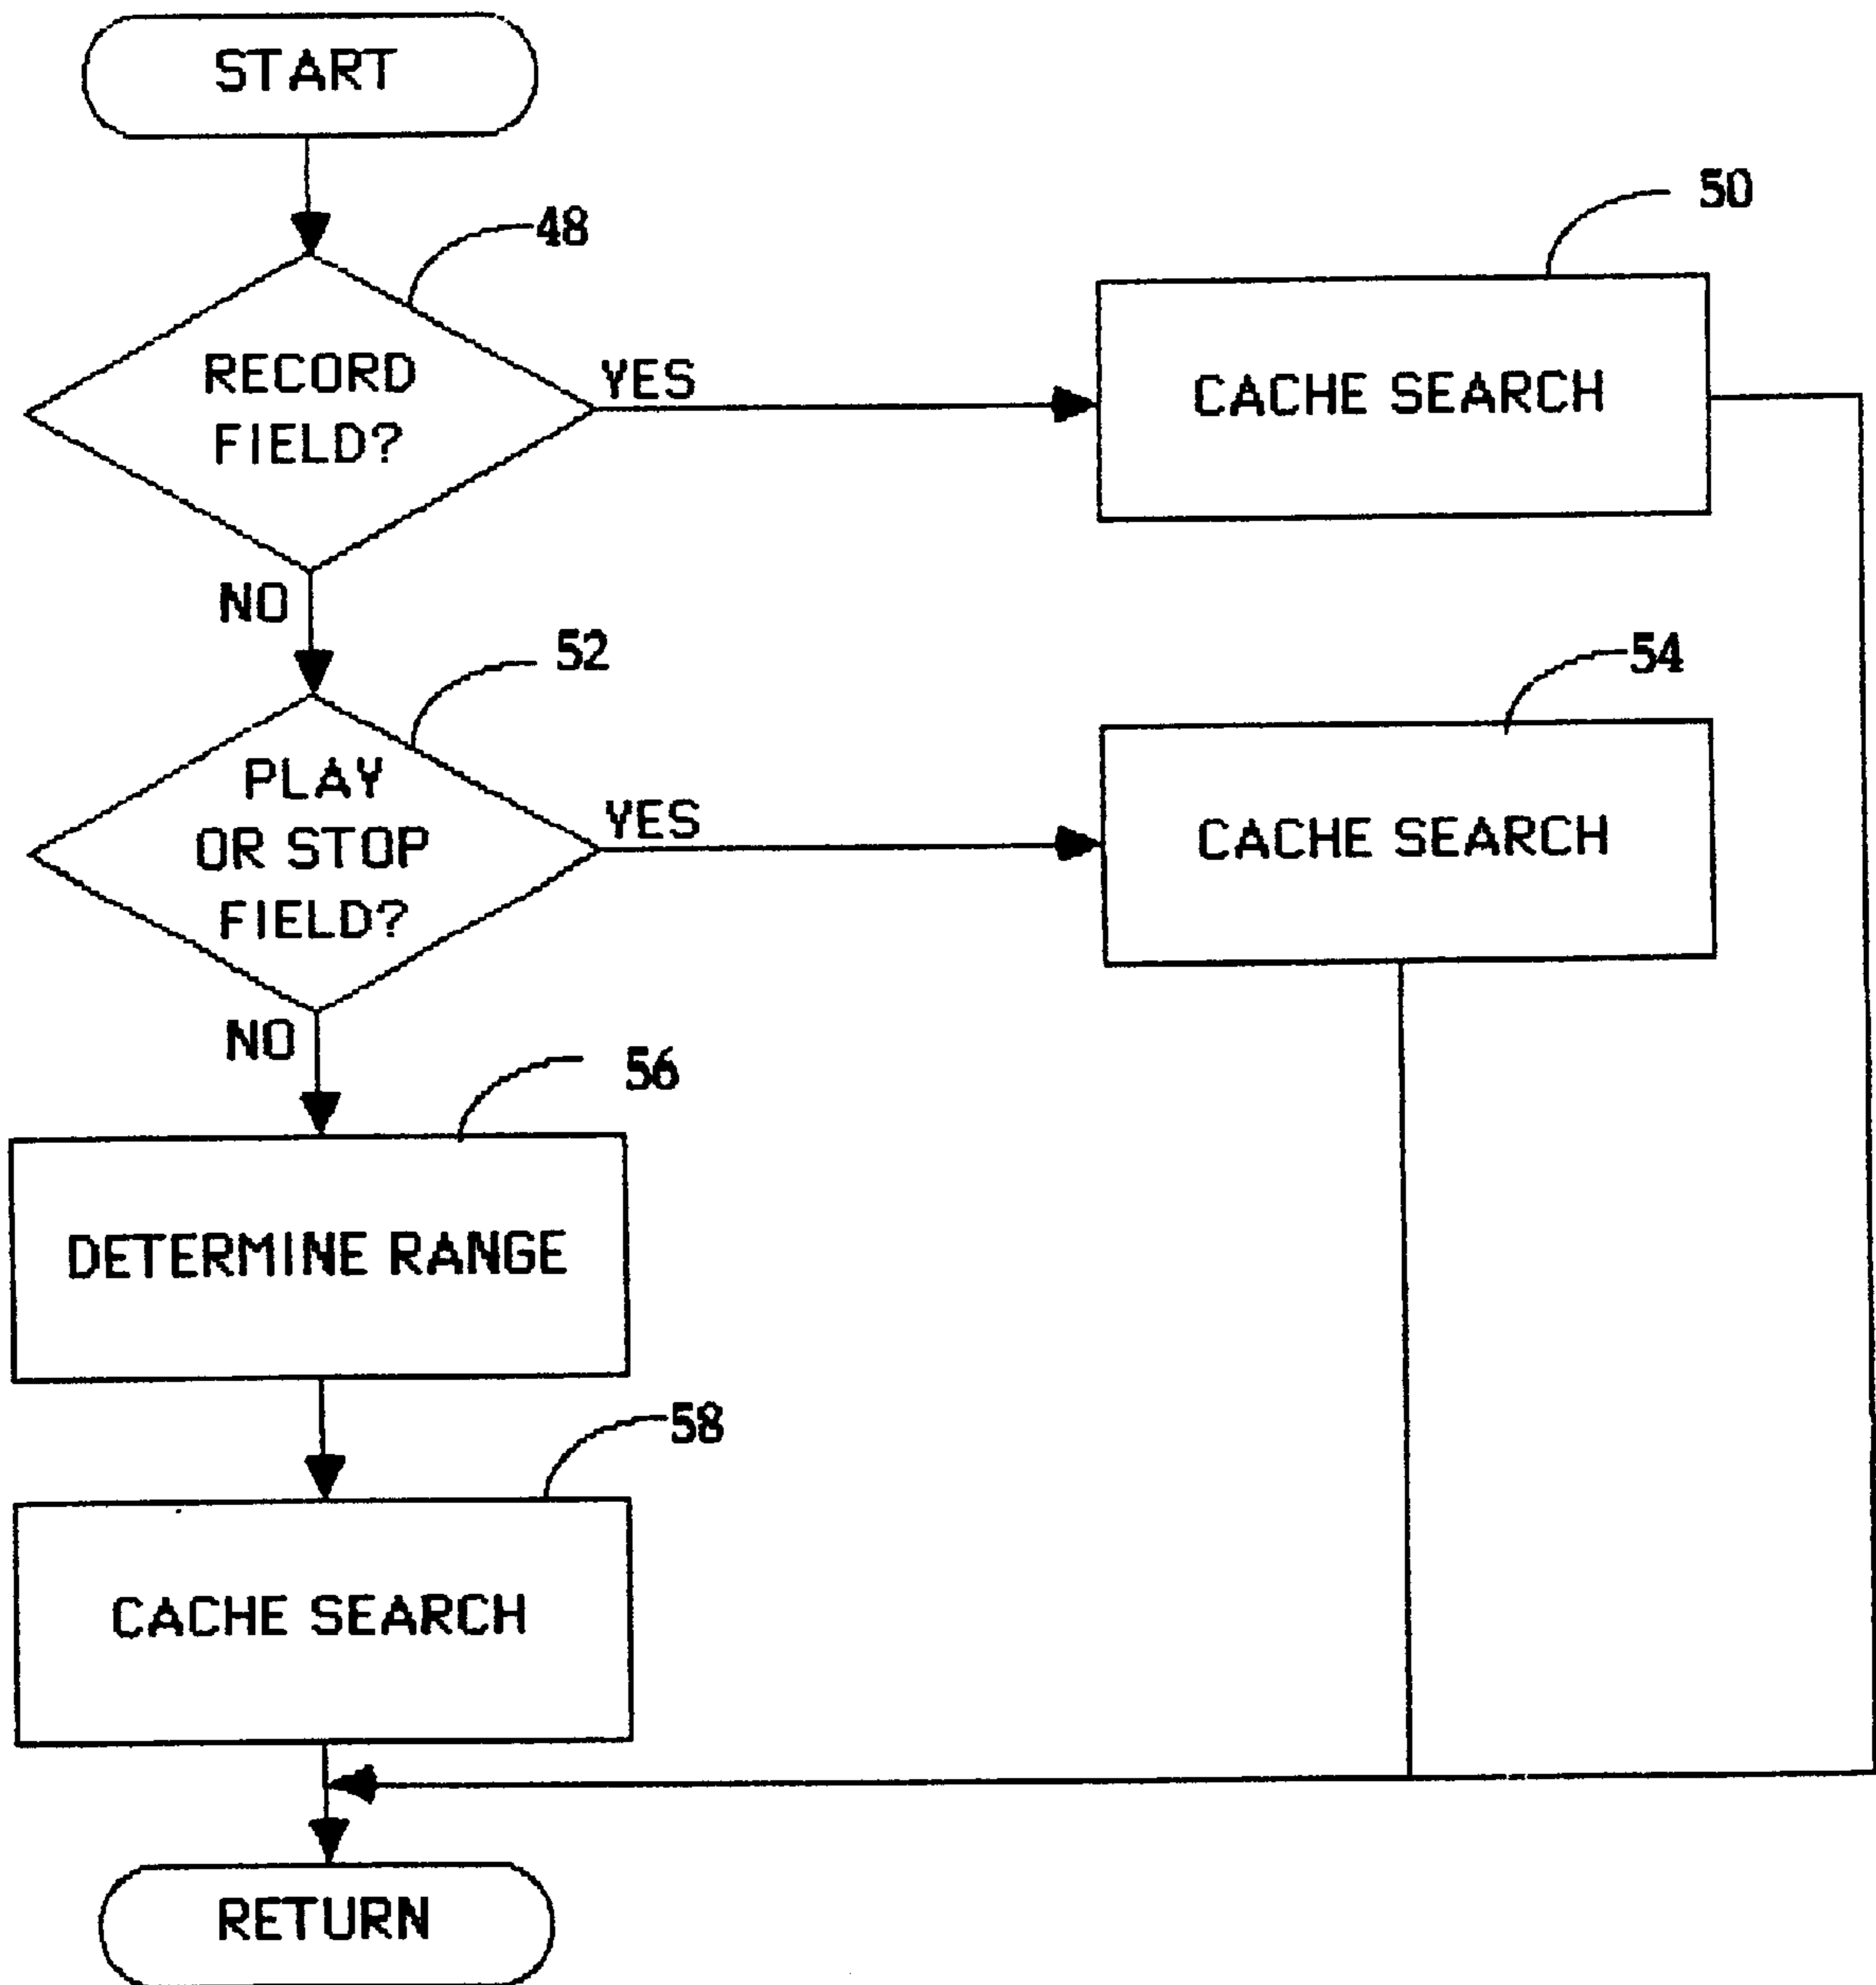 START
48
50
RECORD
FIELD?
YES
CACHE SEARCH
NO
52
54
PLAY
OR STOP
FIELD?
YES
CACHE SEARCH
NO
56
DETERMINE RANGE
58
CACHE SEARCH
RETURN